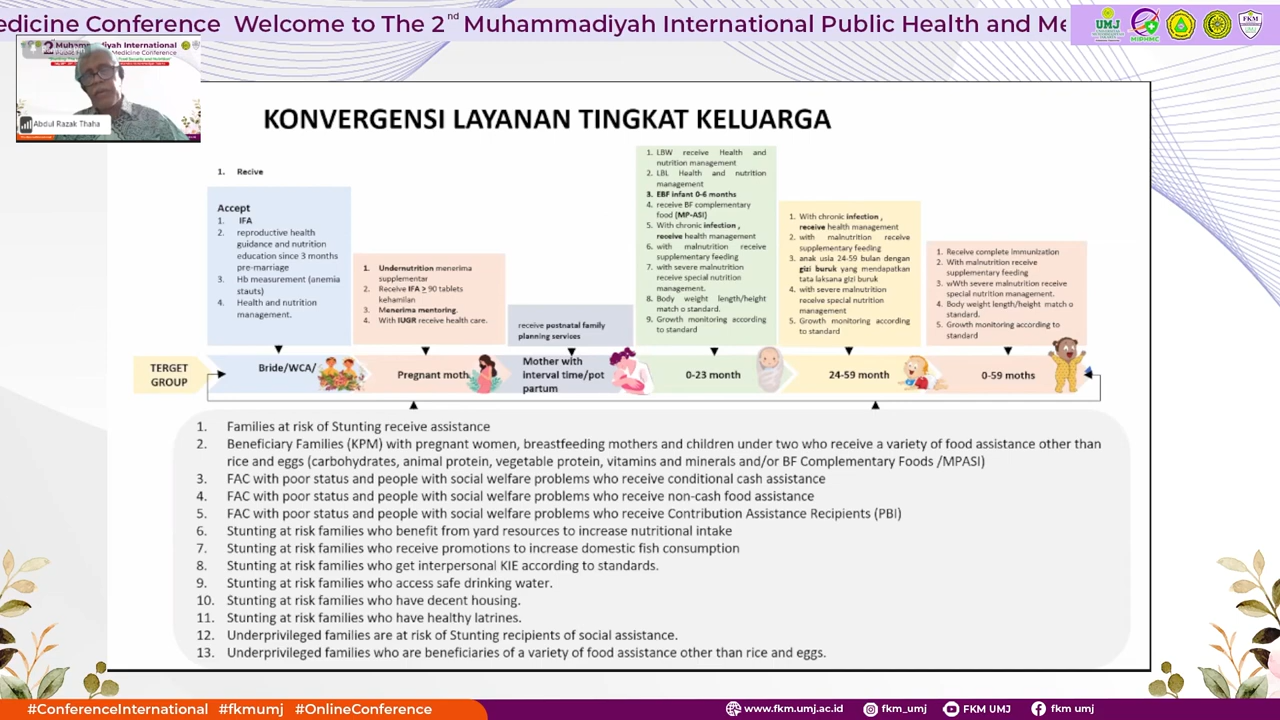 edicine Conference Welcome to The 2nd Muhammadiyah International Public Health and Me
UMJ
MIPHMC
FKM
2nd Muhammadiyah International
Abdul Razak Thaha
KONVERGENSI LAYANAN TINGKAT KELUARGA
1. Recive
Accept
1. IFA
2. reproductive health
guidance and nutrition
education since 3 months
pre-marriage
3. Hb measurement (anemia
stauts)
4. Health and nutrition
management.
1. Undernutrition menerima
suplementar
2. Receive IFA > 90 tablets
kehamilan
3. Menerima mentoring.
4. With IUGR receive health care.
receive postnatal family
planning services
1. LBW receive Health and
nutrition management
2. LBL Health and nutrition
management
3. EBF infant 0-6 months
4. receive BF complementary
food (MP-ASI)
5. With chronic infection ,
receive health management
6. with malnutrition receive
supplementary feeding
7. with severe malnutrition
receive special nutrition
management.
8. Body weight length/height
match o standard.
9. Growth monitoring according
to standard
1. With chronic infection ,
receive health management
2. with malnutrition receive
supplementary feeding
3. anak usia 24-59 bulan dengan
gizi buruk yang mendapatkan
tata laksana gizi buruk
4. with severe malnutrition
receive special nutrition
management
5. Growth monitoring according
to standard
1. Receive complete immunization
2. With malnutrition receive
supplementary feeding
3. wWth severe malnutrition receive
special nutrition management.
4. Body weight length/height match o
standard.
5. Growth monitoring according to
standard
TERGET
GROUP
Bride/WCA/
Pregnant moth
Mother with
interval time/pot
partum
0-23 month
24-59 month
0-59 moths
1. Families at risk of Stunting receive assistance
2. Beneficiary Families (KPM) with pregnant women, breastfeeding mothers and children under two who receive a variety of food assistance other than
rice and eggs (carbohydrates, animal protein, vegetable protein, vitamins and minerals and/or BF Complementary Foods /MPASI)
3. FAC with poor status and people with social welfare problems who receive conditional cash assistance
4. FAC with poor status and people with social welfare problems who receive non-cash food assistance
5. FAC with poor status and people with social welfare problems who receive Contribution Assistance Recipients (PBI)
6. Stunting at risk families who benefit from yard resources to increase nutritional intake
7. Stunting at risk families who receive promotions to increase domestic fish consumption
8. Stunting at risk families who get interpersonal KIE according to standards.
9. Stunting at risk families who access safe drinking water.
10. Stunting at risk families who have decent housing.
11. Stunting at risk families who have healthy latrines.
12. Underprivileged families are at risk of Stunting recipients of social assistance.
13. Underprivileged families who are beneficiaries of a variety of food assistance other than rice and eggs.
#ConferenceInternational #fkmumj #OnlineConference
www.fkm.umj.ac.id
fkm_umj
FKM UMJ
fkm umj